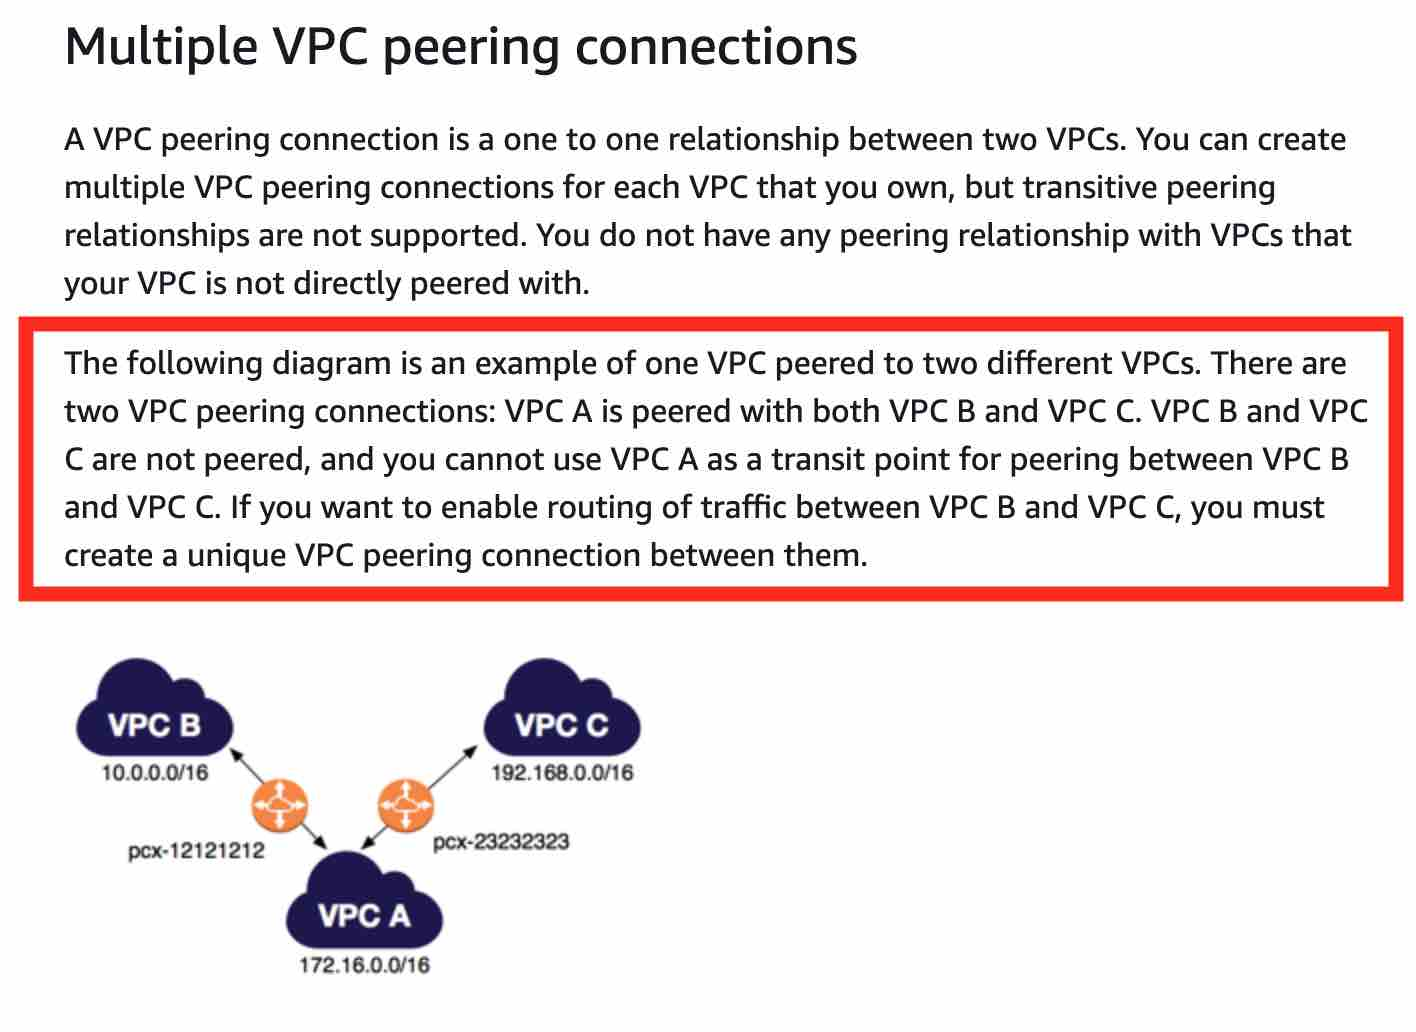 Multiple VPC peering connections
A VPC peering connection is a one to one relationship between two VPCs. You can create
multiple VPC peering connections for each VPC that you own, but transitive peering
relationships are not supported. You do not have any peering relationship with VPCs that
your VPC is not directly peered with.
The following diagram is an example of one VPC peered to two different VPCs. There are
two VPC peering connections: VPC A is peered with both VPC B and VPC C. VPC B and VPC
C are not peered, and you cannot use VPC A as a transit point for peering between VPC B
and VPC C. If you want to enable routing of traffic between VPC B and VPC C, you must
create a unique VPC peering connection between them.
VPC B
10.0.0.0/16
VPC C
192.168.0.0/16
pcx-12121212
pcx-23232323
VPC A
172.16.0.0/16